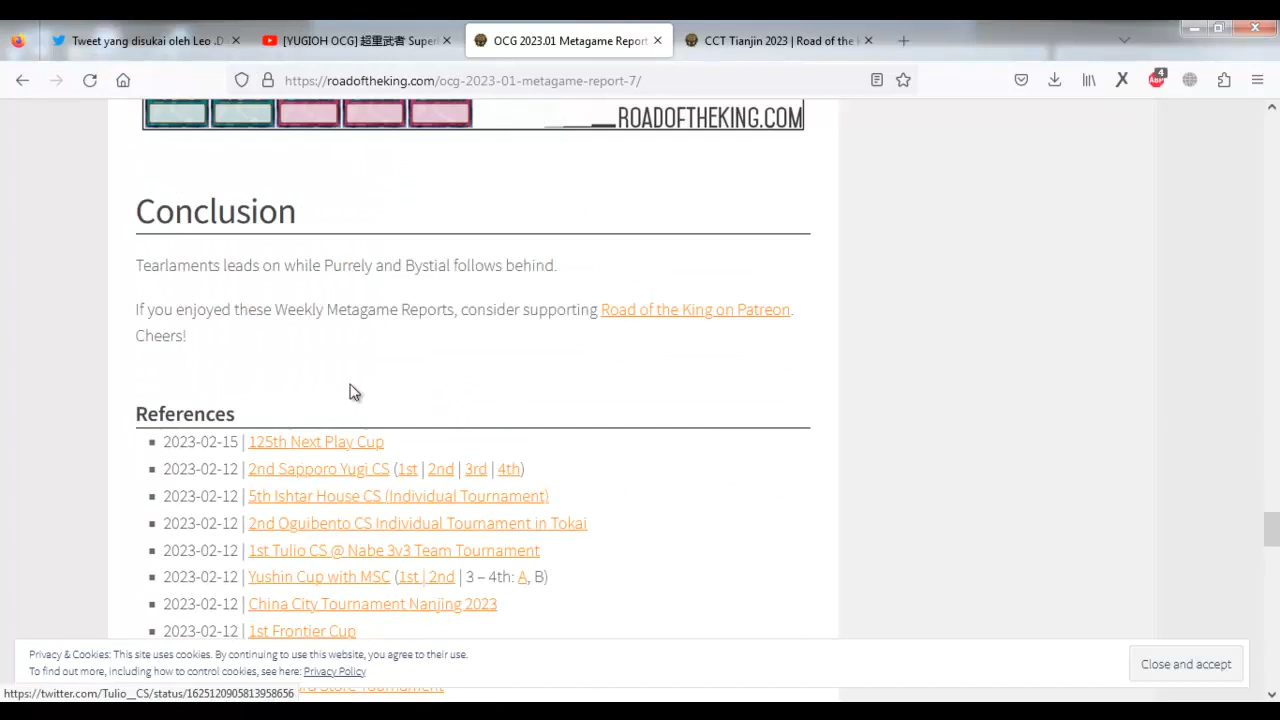 Tweet yang disukai oleh Leo .D
[YUGIOH OCG] 超重武者 Superl
OCG 2023.01 Metagame Report
CCT Tianjin 2023 | Road of the
https://roadoftheking.com/ocg-2023-01-metagame-report-7/
4
ROADOFTHEKING.COM
Conclusion
Tearlaments leads on while Purrely and Bystial follows behind.
If you enjoyed these Weekly Metagame Reports, consider supporting Road of the King on Patreon.
Cheers!
References
2023-02-15 | 125th Next Play Cup
2023-02-12 | 2nd Sapporo Yugi CS (1st | 2nd | 3rd | 4th)
2023-02-12 | 5th Ishtar House CS (Individual Tournament)
2023-02-12 | 2nd Oguibento CS Individual Tournament in Tokai
2023-02-12 | 1st Tulio CS @ Nabe 3v3 Team Tournament
2023-02-12 | Yushin Cup with MSC (1st | 2nd | 3 – 4th: A, B)
2023-02-12 | China City Tournament Nanjing 2023
2023-02-12 | 1st Frontier Cup
Privacy & Cookies: This site uses cookies. By continuing to use this website, you agree to their use.
To find out more, including how to control cookies, see here: Privacy Policy
Close and accept
https://twitter.com/Tulio__CS/status/1625120905813958656
Store Tournament